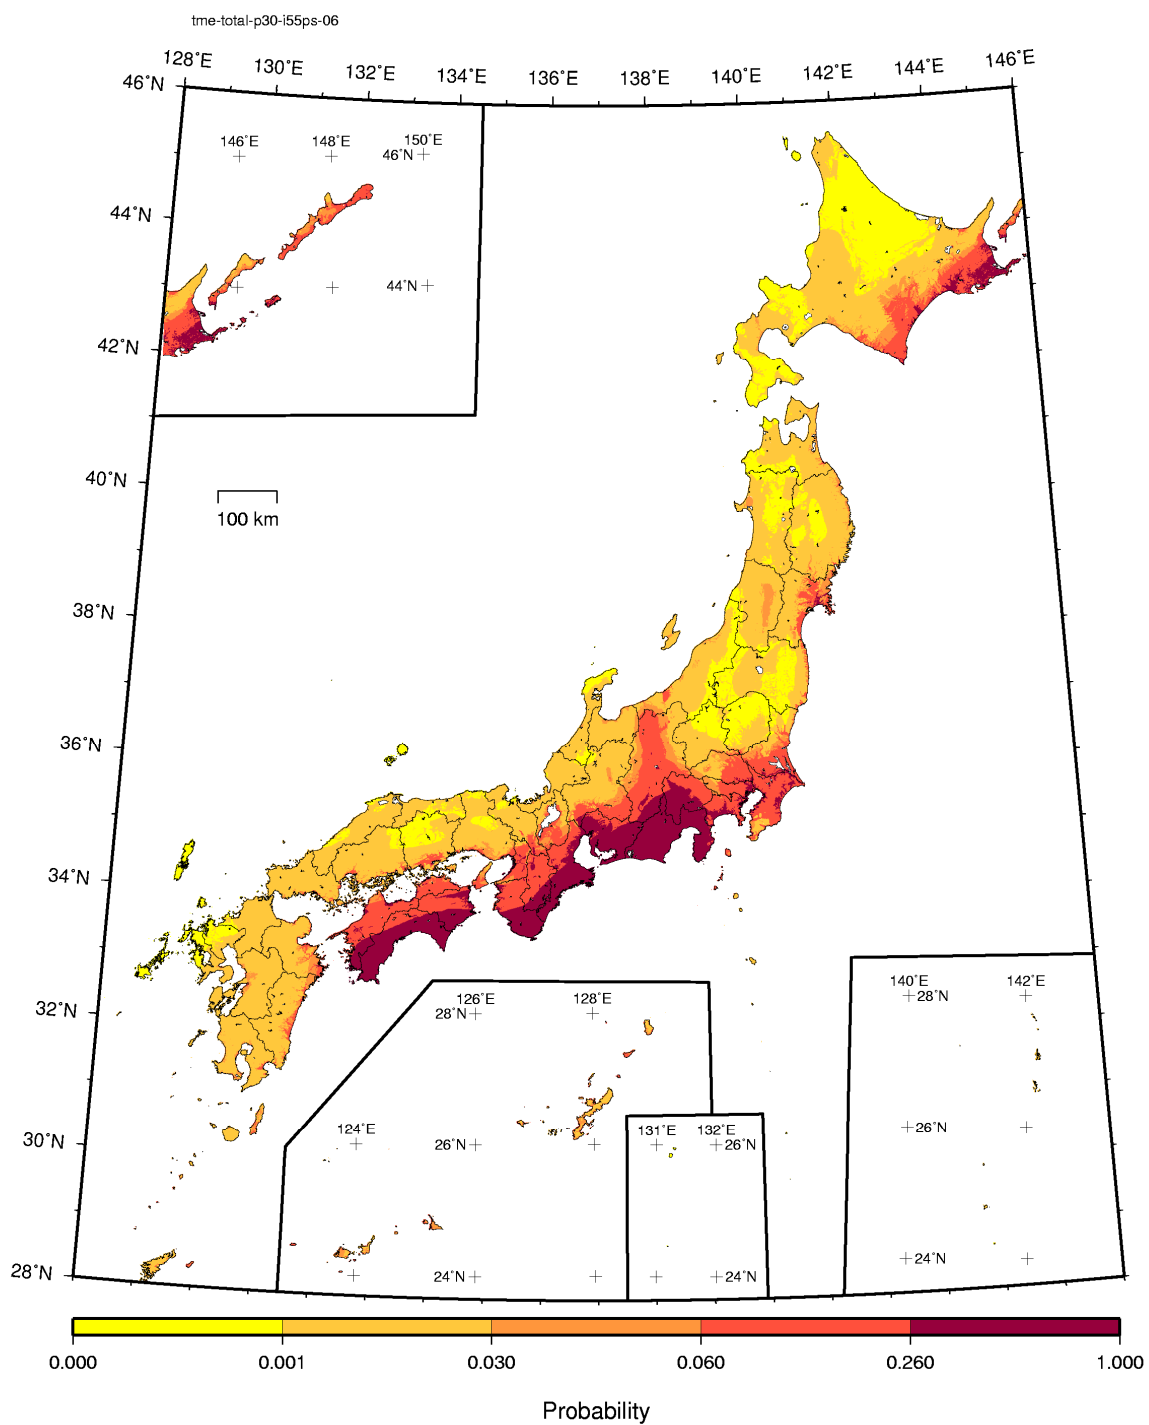 tme-total-p30-i55ps-06
128˚E 130˚E 132˚E 134˚E 136˚E 138˚E 140˚E 142˚E 144˚E 146˚E
46˚N
146˚E 148˚E 150˚E
46˚N
44˚N
44˚N
42˚N
40˚N
100 km
38˚N
36˚N
34˚N
32˚N
126˚E 128˚E
28˚N
140˚E 142˚E
28˚N
30˚N
124˚E
26˚N
131˚E 132˚E
26˚N
26˚N
28˚N
24˚N
24˚N
24˚N
0.000 0.001 0.030 0.060 0.260 1.000
Probability